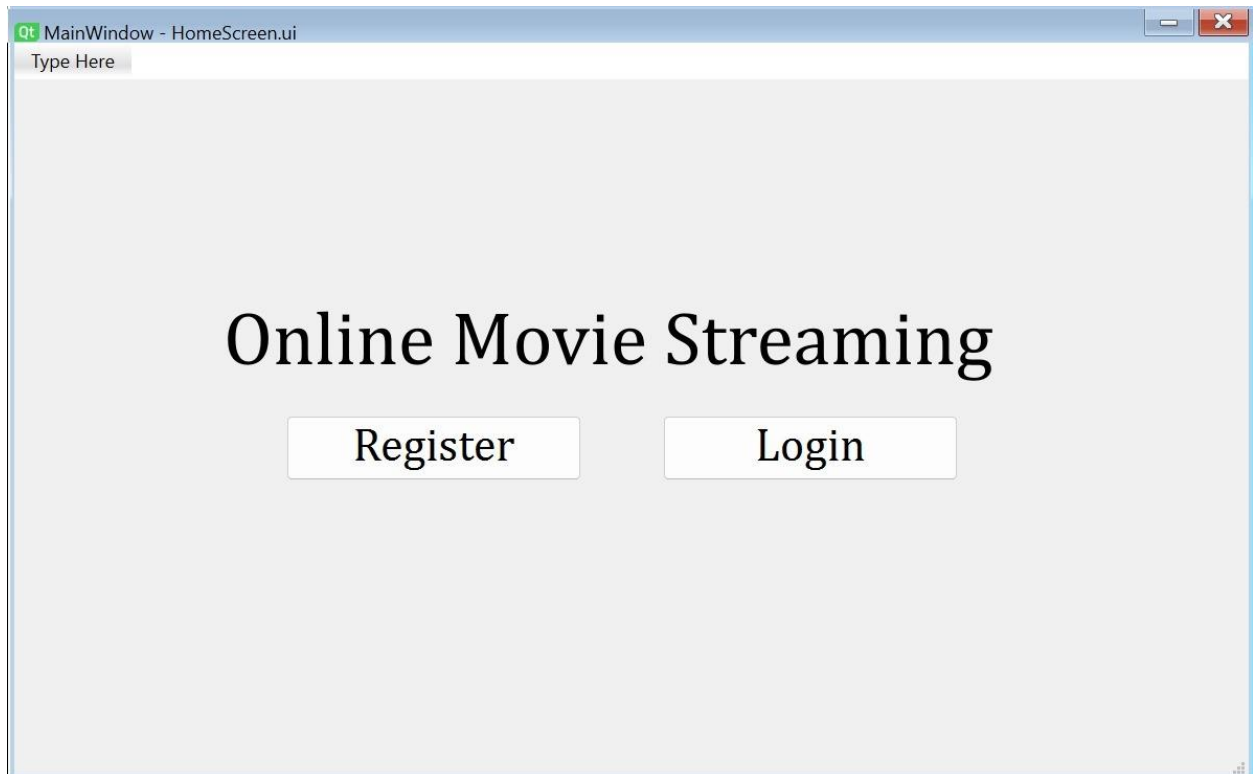 Qt MainWindow - HomeScreen.ui
Type Here
Online Movie Streaming
Register Login